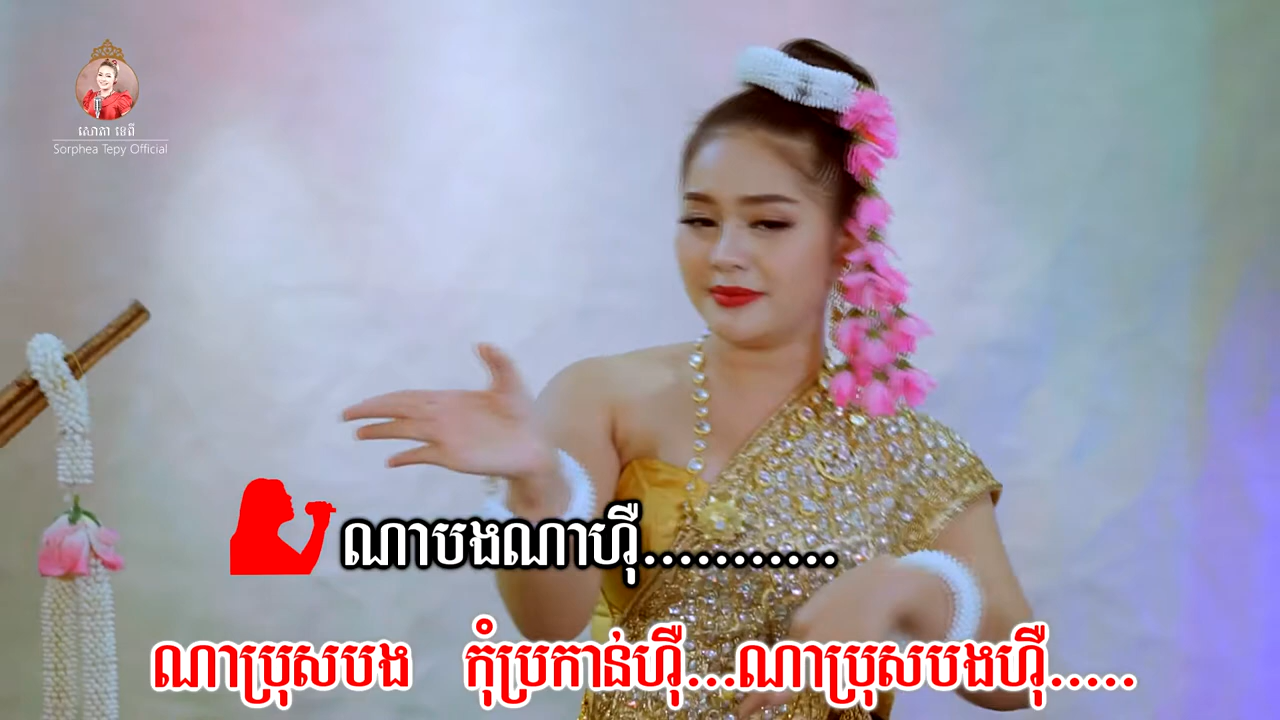 សោភា ទេពី
Sorphea Tepy Official
ណាបងណាហ៊ឺ...........
ណាប្រុសបង កុំប្រកាន់ហ៊ឺ...ណាប្រុសបងហ៊ឺ.....